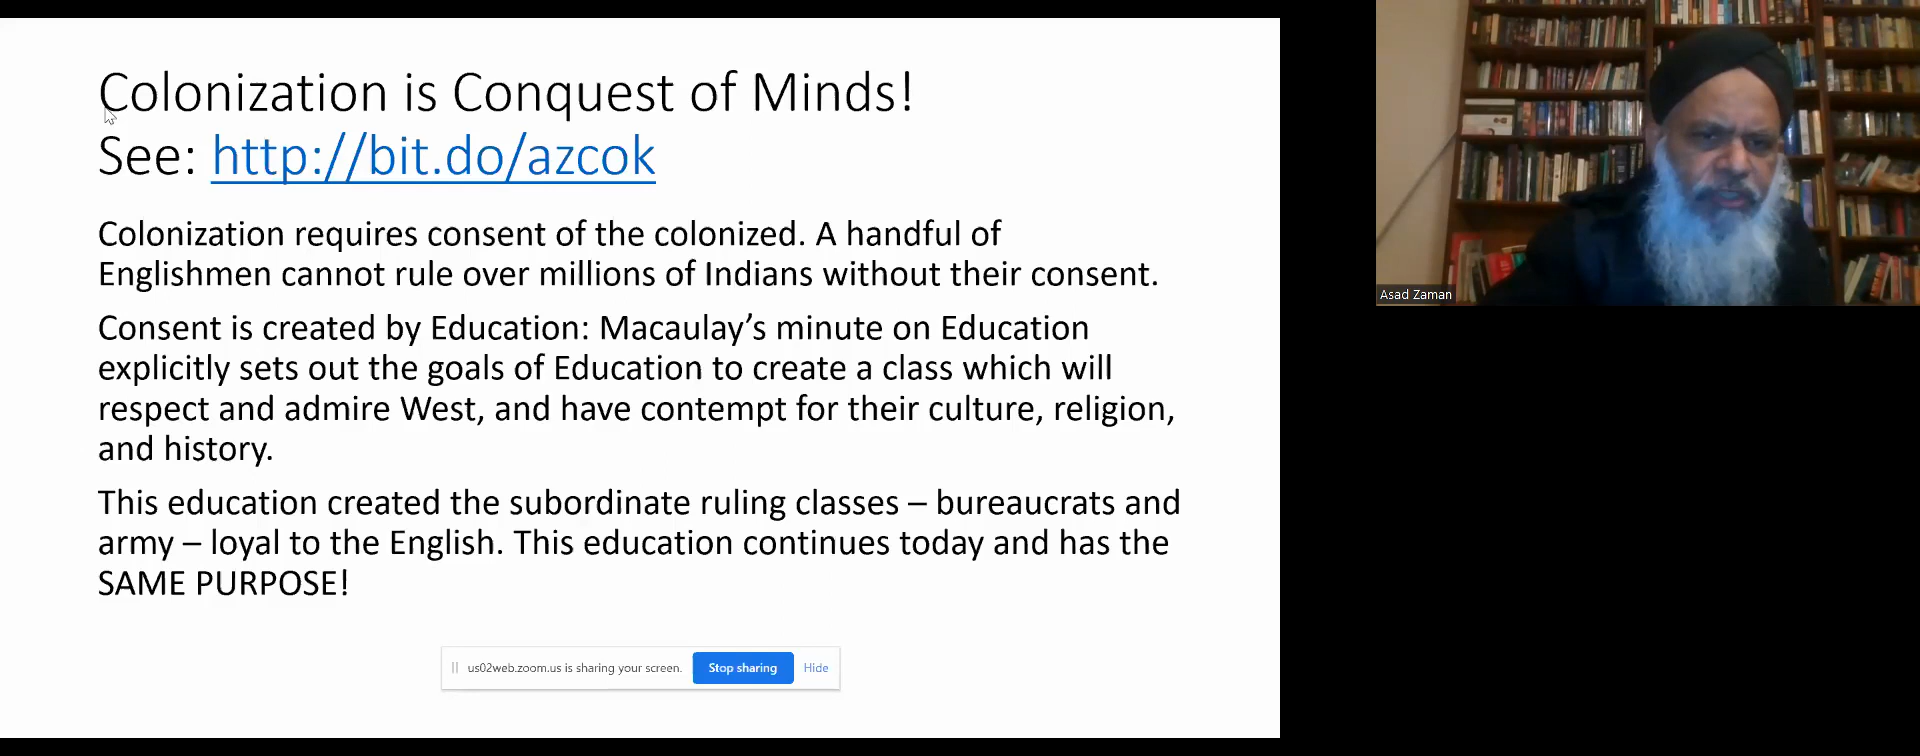 Colonization is Conquest of Minds!
See: http://bit.do/azcok
Colonization requires consent of the colonized. A handful of
Englishmen cannot rule over millions of Indians without their consent.
Consent is created by Education: Macaulay’s minute on Education
explicitly sets out the goals of Education to create a class which will
respect and admire West, and have contempt for their culture, religion,
and history.
This education created the subordinate ruling classes – bureaucrats and
army – loyal to the English. This education continues today and has the
SAME PURPOSE!
us02web.zoom.us is sharing your screen. Stop sharing Hide
Asad Zaman